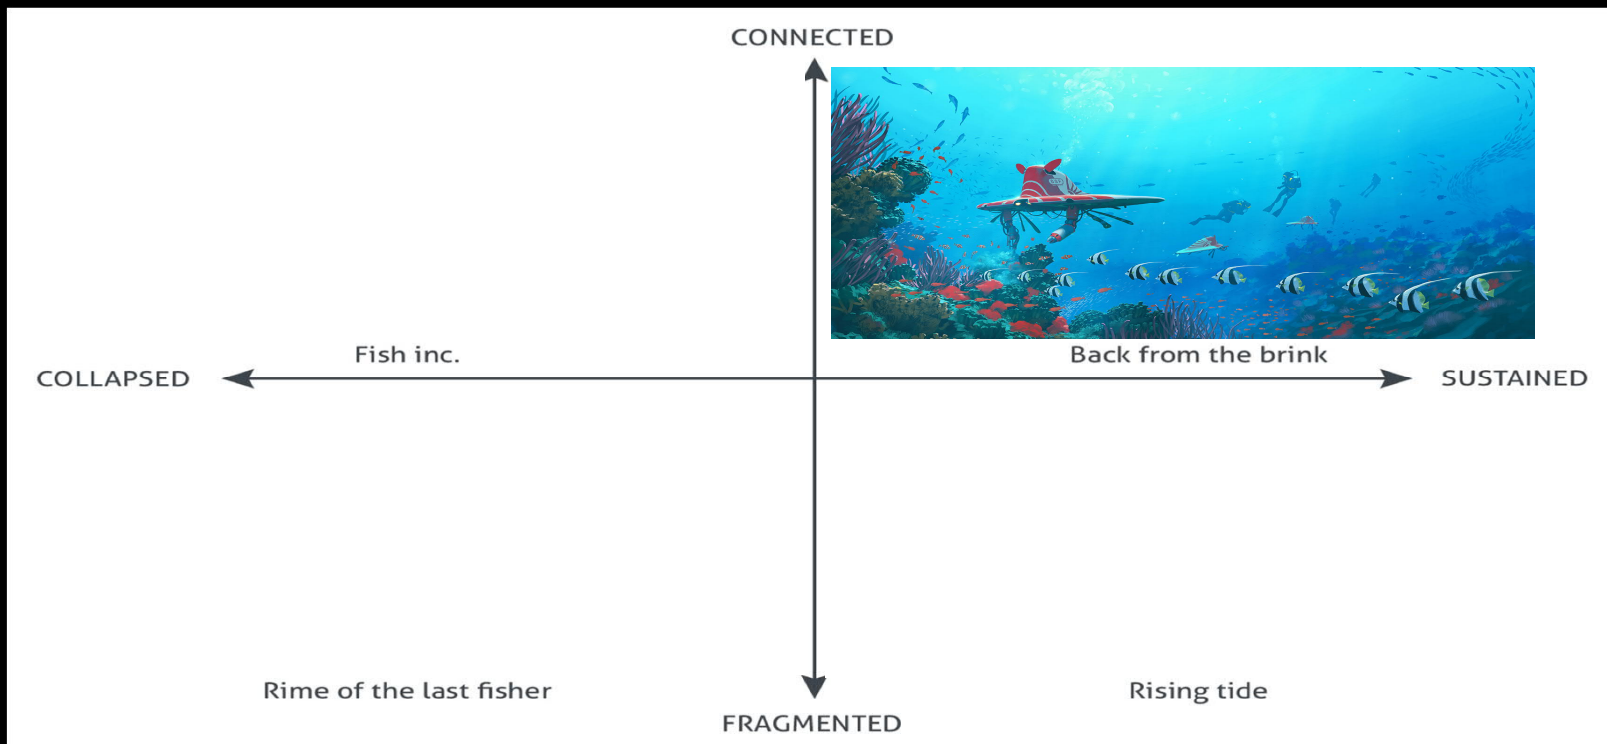 CONNECTED
Fish inc.
Back from the brink
COLLAPSED
SUSTAINED
Rime of the last fisher
Rising tide
FRAGMENTED